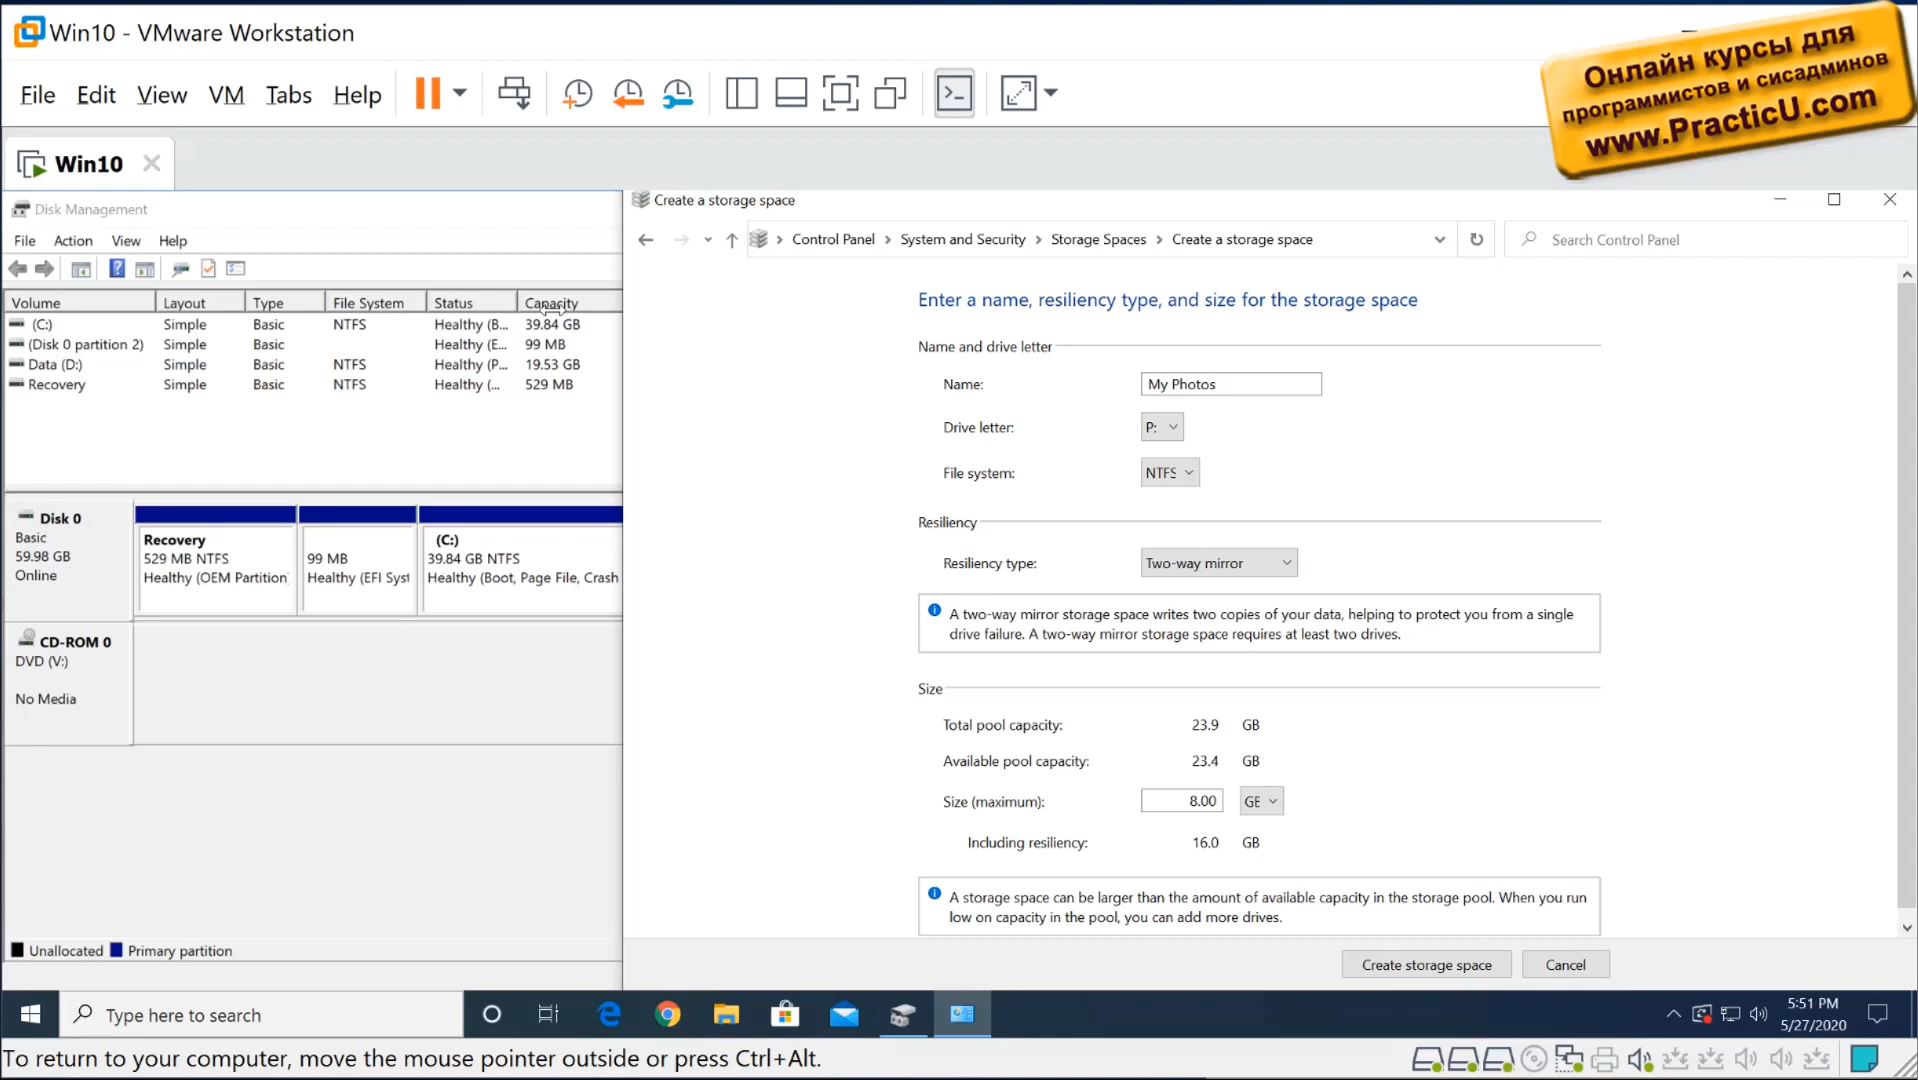 Win10 - VMware Workstation
File Edit View VM Tabs Help
Онлайн курсы для
программистов и сисадминов
www.PracticU.com
Win10
Disk Management
File Action View Help
Volume Layout Type File System Status Capacity
(C:) Simple Basic NTFS Healthy (B... 39.84 GB
(Disk 0 partition 2) Simple Basic Healthy (E... 99 MB
Data (D:) Simple Basic NTFS Healthy (P... 19.53 GB
Recovery Simple Basic NTFS Healthy (... 529 MB
Disk 0
Basic
59.98 GB
Online
Recovery
529 MB NTFS
Healthy (OEM Partition
99 MB
Healthy (EFI Syst
(C:)
39.84 GB NTFS
Healthy (Boot, Page File, Crash
CD-ROM 0
DVD (V:)
No Media
Unallocated Primary partition
Create a storage space
Control Panel > System and Security > Storage Spaces > Create a storage space
Search Control Panel
Enter a name, resiliency type, and size for the storage space
Name and drive letter
Name: My Photos
Drive letter: P:
File system: NTFS
Resiliency
Resiliency type: Two-way mirror
A two-way mirror storage space writes two copies of your data, helping to protect you from a single
drive failure. A two-way mirror storage space requires at least two drives.
Size
Total pool capacity: 23.9 GB
Available pool capacity: 23.4 GB
Size (maximum): 8.00 GB
Including resiliency: 16.0 GB
A storage space can be larger than the amount of available capacity in the storage pool. When you run
low on capacity in the pool, you can add more drives.
Create storage space Cancel
Type here to search
5:51 PM
5/27/2020
To return to your computer, move the mouse pointer outside or press Ctrl+Alt.